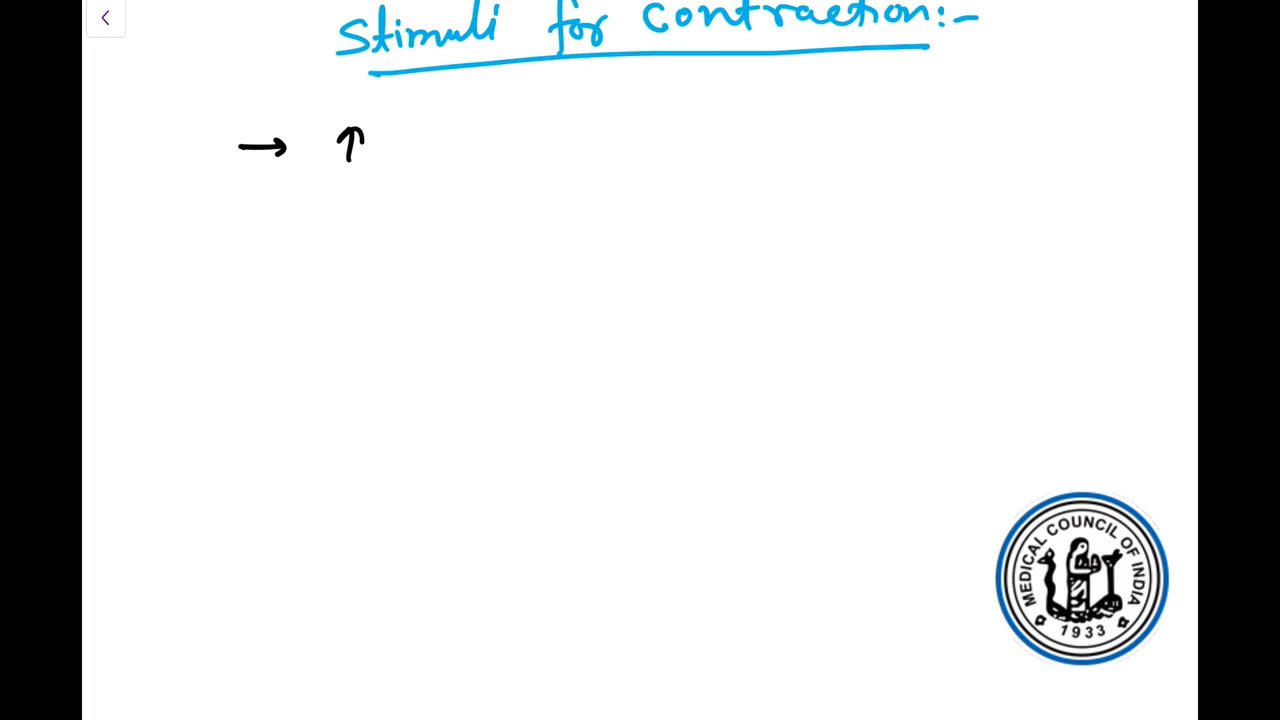 Stimuli for contraction:-
→ ↑
MEDICAL COUNCIL OF INDIA
1933